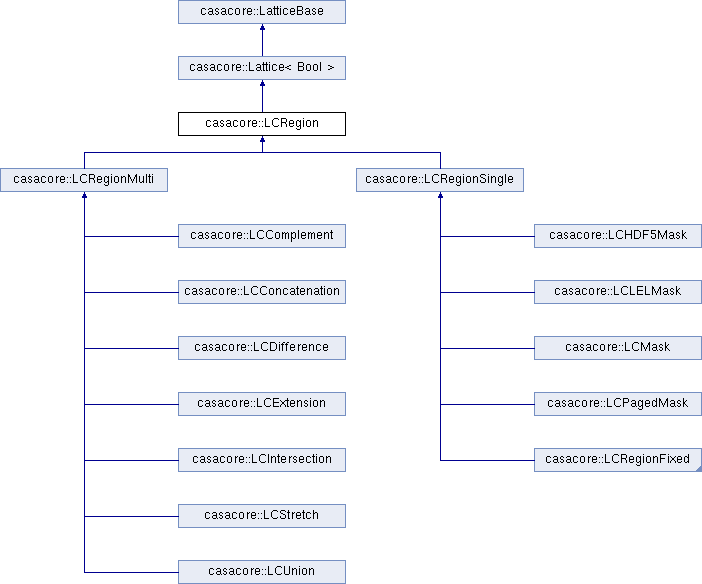 casacore::LatticeBase
casacore::Lattice< Bool >
casacore::LCRegion
casacore::LCRegionMulti
casacore::LCRegionSingle
casacore::LCComplement
casacore::LCHDF5Mask
casacore::LCConcatenation
casacore::LCLELMask
casacore::LCDifference
casacore::LCMask
casacore::LCExtension
casacore::LCPagedMask
casacore::LCIntersection
casacore::LCRegionFixed
casacore::LCStretch
casacore::LCUnion